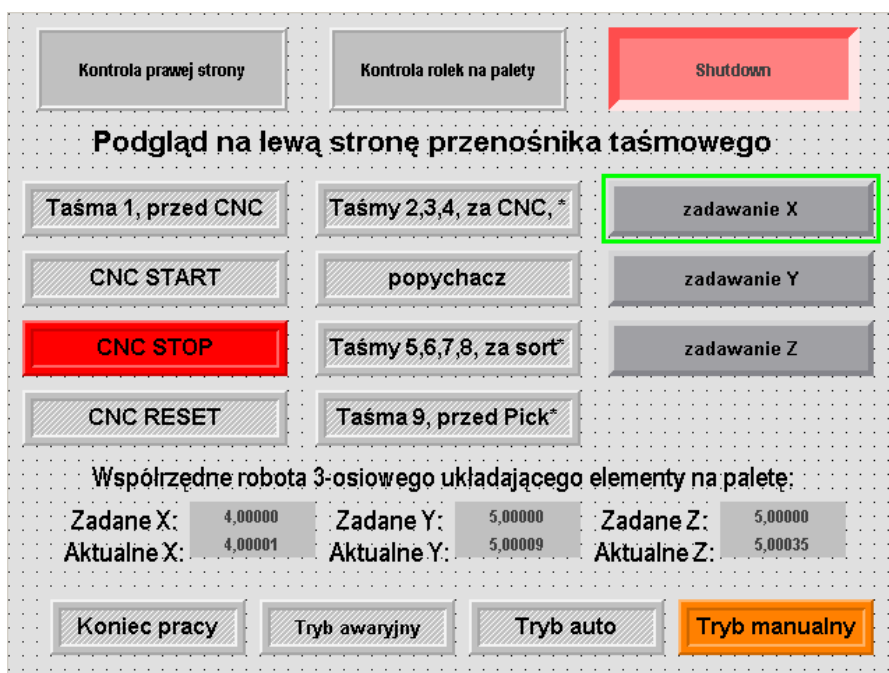 Kontrola prawej strony
Kontrola rolek na palety
Shutdown
Podgląd na lewą stronę przenośnika taśmowego
Taśma 1, przed CNC
Taśmy 2,3,4, za CNC, *
zadawanie X
CNC START
popychacz
zadawanie Y
CNC STOP
Taśmy 5,6,7,8, za sort*
zadawanie Z
CNC RESET
Taśma 9, przed Pick*
Współrzędne robota 3-osiowego układającego elementy na paletę:
Zadane X: 4,00000 Zadane Y: 5,00000 Zadane Z: 5,00000
Aktualne X: 4,00001 Aktualne Y: 5,00009 Aktualne Z: 5,00035
Koniec pracy
Tryb awaryjny
Tryb auto
Tryb manualny